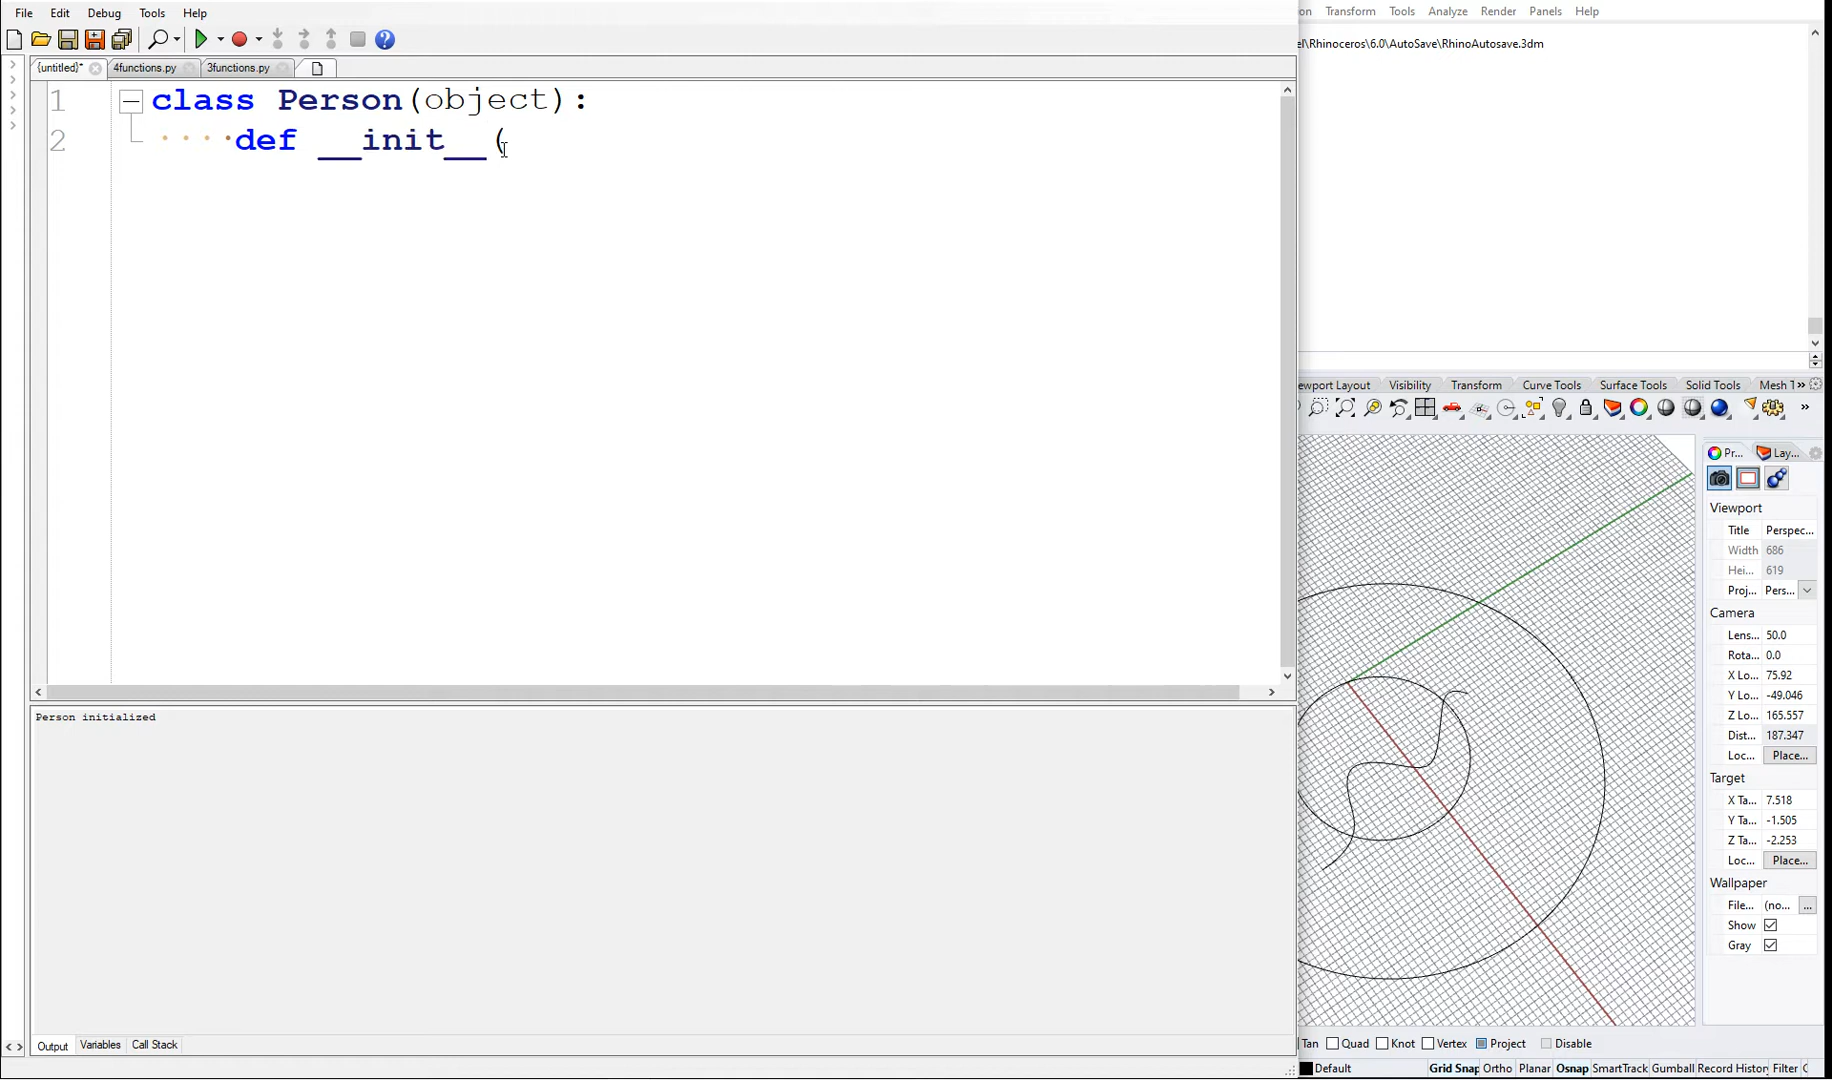 File Edit Debug Tools Help
{untitled}* 4functions.py 3functions.py
1 class Person(object):
2 def __init__(
Person initialized
Output Variables Call Stack
on Transform Tools Analyze Render Panels Help
el\Rhinoceros\6.0\AutoSave\RhinoAutosave.3dm
ewport Layout Visibility Transform Curve Tools Surface Tools Solid Tools Mesh T »
Pr... Lay...
Viewport
Title Perspec...
Width 686
Hei... 619
Proj... Pers...
Camera
Lens... 50.0
Rota... 0.0
X Lo... 75.92
Y Lo... -49.046
Z Lo... 165.557
Dist... 187.347
Loc... Place...
Target
X Ta... 7.518
Y Ta... -1.505
Z Ta... -2.253
Loc... Place...
Wallpaper
File... (no... ...
Show
Gray
Tan Quad Knot Vertex Project Disable
Default Grid Snap Ortho Planar Osnap SmartTrack Gumball Record History Filter